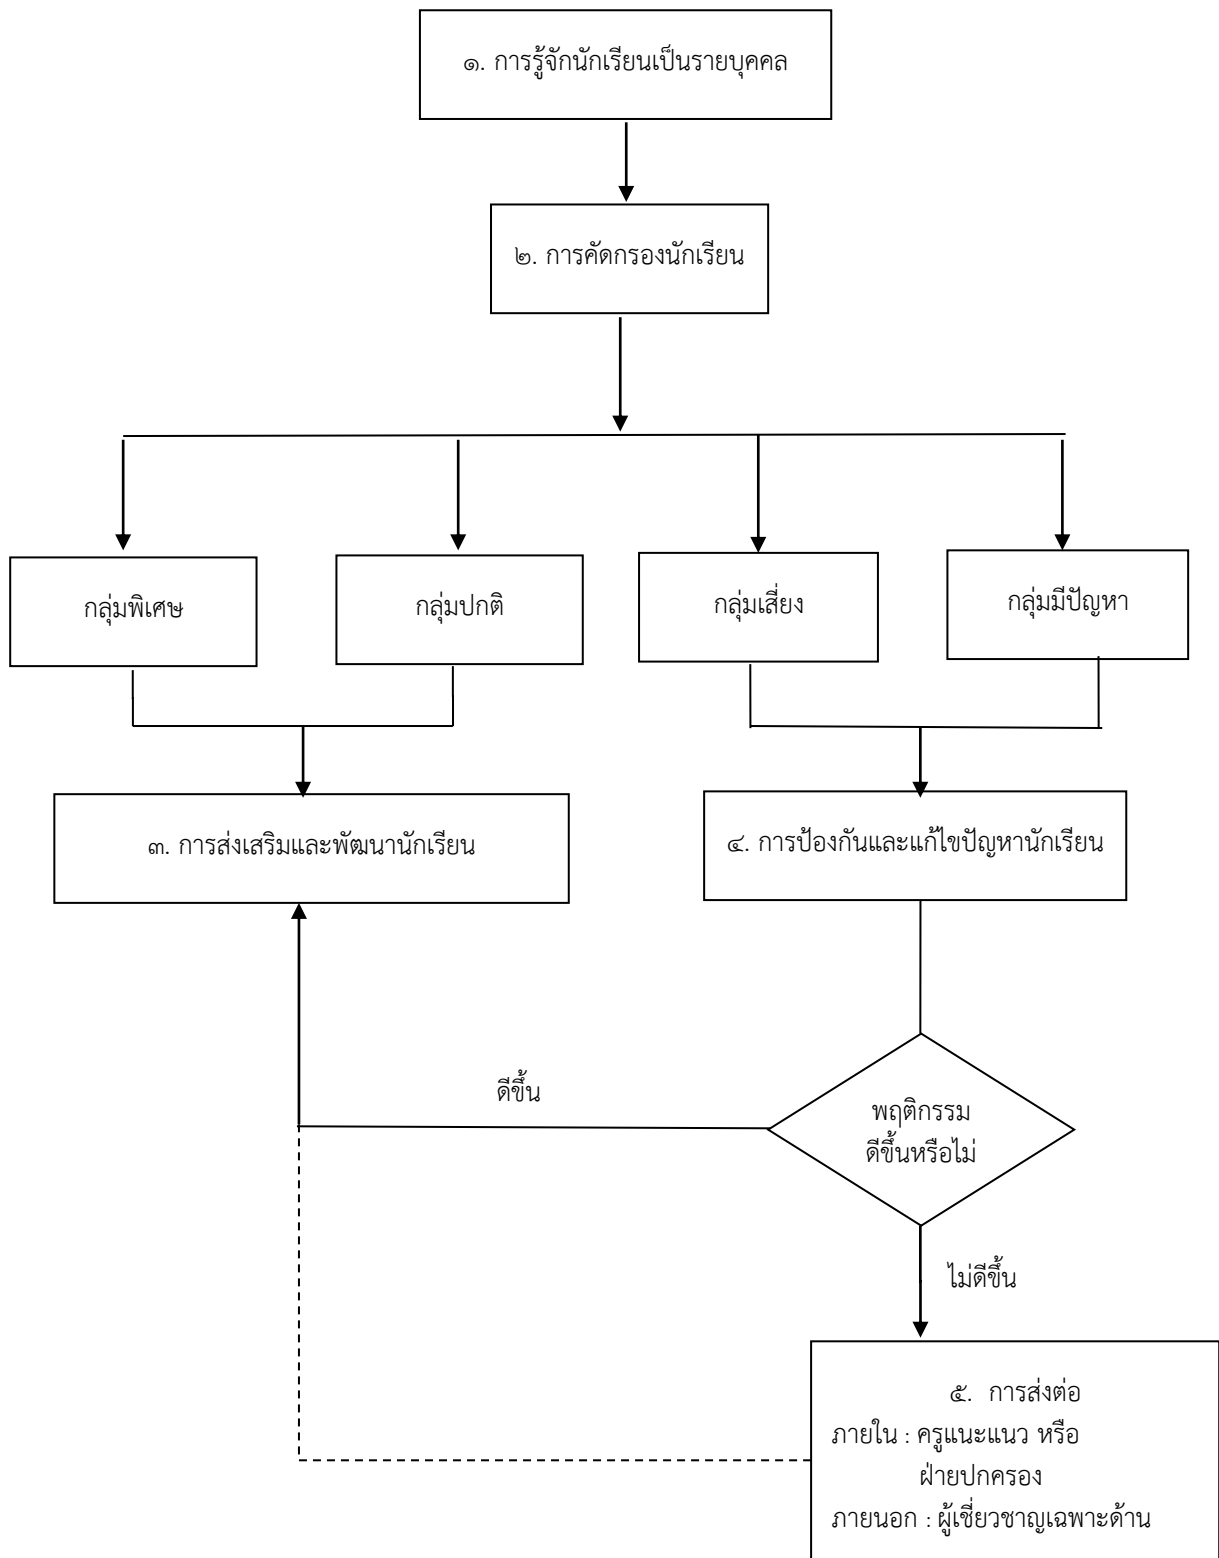 ๑. การรู้จักนักเรียนเป็นรายบุคคล
๒. การคัดกรองนักเรียน
กลุ่มพิเศษ
กลุ่มปกติ
กลุ่มเสี่ยง
กลุ่มมีปัญหา
๓. การส่งเสริมและพัฒนานักเรียน
๔. การป้องกันและแก้ไขปัญหานักเรียน
ดีขึ้น
พฤติกรรม
ดีขึ้นหรือไม่
ไม่ดีขึ้น
๕. การส่งต่อ
ภายใน : ครูแนะแนว หรือ
ฝ่ายปกครอง
ภายนอก : ผู้เชี่ยวชาญเฉพาะด้าน